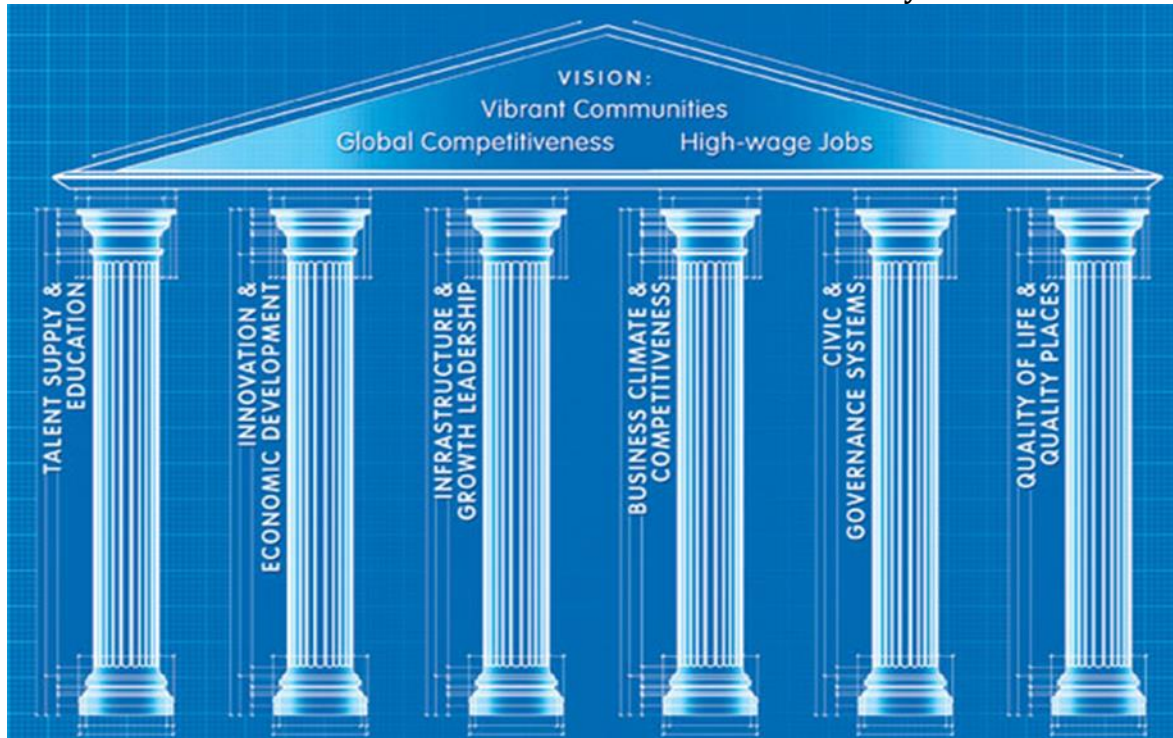 VISION:
Vibrant Communities
Global Competitiveness High-wage Jobs
TALENT SUPPLY &
EDUCATION
INNOVATION &
ECONOMIC DEVELOPMENT
INFRASTRUCTURE &
GROWTH LEADERSHIP
BUSINESS CLIMATE &
COMPETITIVENESS
CIVIC &
GOVERNANCE SYSTEMS
QUALITY OF LIFE &
QUALITY PLACES